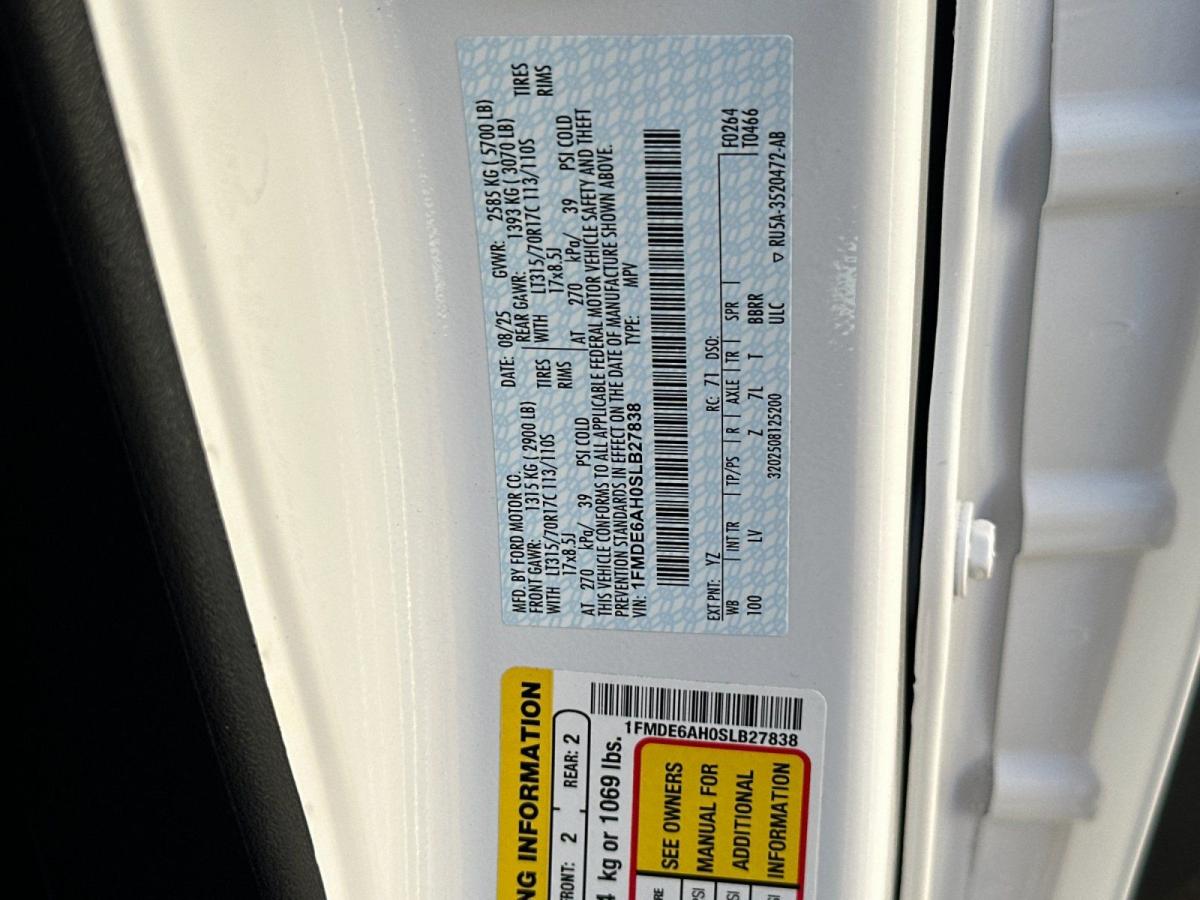 MFD. BY FORD MOTOR CO.
DATE: 08/25 GVWR: 2585 KG ( 5700 LB)
FRONT GAWR: 1315 KG ( 2900 LB)
REAR GAWR: 1393 KG ( 3070 LB)
WITH LT315/70R17C 113/110S TIRES
WITH LT315/70R17C 113/110S TIRES
17x8.5J RIMS
17x8.5J RIMS
AT 270 kPa/ 39 PSI COLD
AT 270 kPa/ 39 PSI COLD
THIS VEHICLE CONFORMS TO ALL APPLICABLE FEDERAL MOTOR VEHICLE SAFETY AND THEFT
PREVENTION STANDARDS IN EFFECT ON THE DATE OF MANUFACTURE SHOWN ABOVE.
VIN: 1FMDE6AH0SLB27838 TYPE: MPV
EXT PNT: YZ RC: 71 DSO:
WB INT TR TP/PS R AXLE TR SPR F0264
100 LV Z 7L T BBRR T0466
3202508125200 ULC ▽ RU5A-3520472-AB
NG INFORMATION
FRONT: 2 REAR: 2
kg or 1069 lbs.
1FMDE6AH0SLB27838
SEE OWNERS
MANUAL FOR
ADDITIONAL
INFORMATION